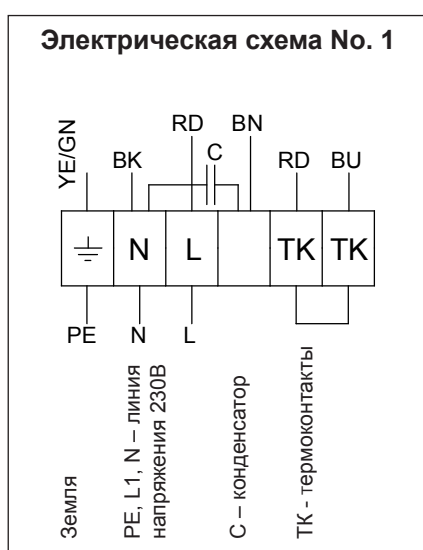 Электрическая схема No. 1
RD BN
YE/GN BK C RD BU
N L TK TK
PE N L
Земля
PE, L1, N – линия
напряжения 230В
C – конденсатор
ТК - термоконтакты